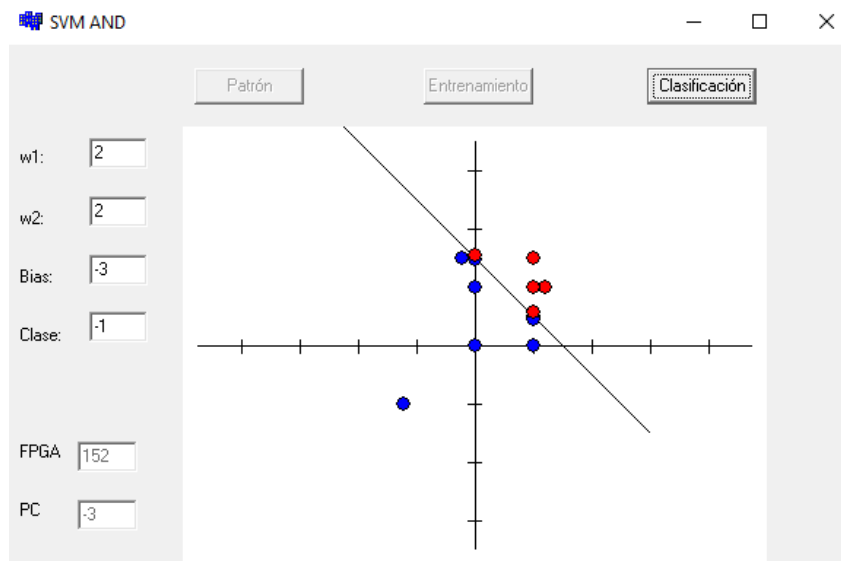 SVM AND
Patrón Entrenamiento Clasificación
w1: 2
w2: 2
Bias: -3
Clase: -1
FPGA 152
PC -3